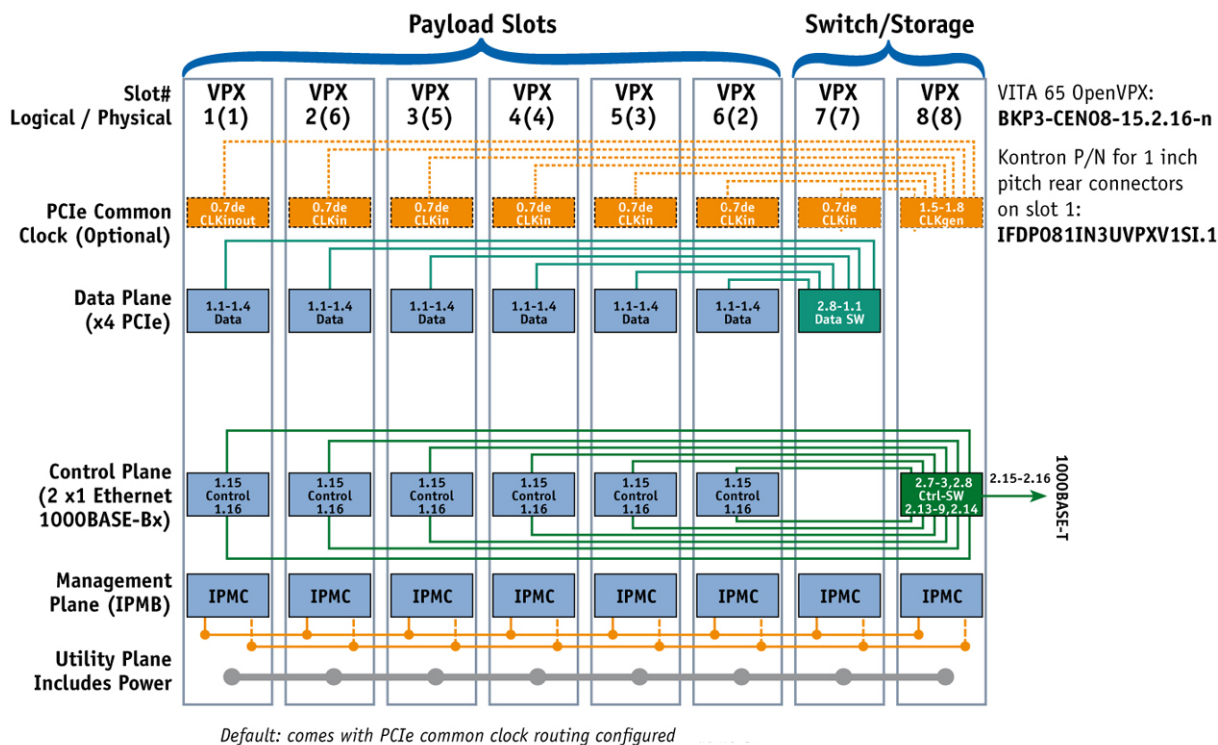 Payload Slots
Switch/Storage
Slot#
Logical / Physical
VPX
1(1)
VPX
2(6)
VPX
3(5)
VPX
4(4)
VPX
5(3)
VPX
6(2)
VPX
7(7)
VPX
8(8)
VITA 65 OpenVPX:
BKP3-CEN08-15.2.16-n
Kontron P/N for 1 inch
pitch rear connectors
on slot 1:
IFDP081IN3UVPXV1SI.1
PCIe Common
Clock (Optional)
0.7de
CLKinout
0.7de
CLKin
0.7de
CLKin
0.7de
CLKin
0.7de
CLKin
0.7de
CLKin
0.7de
CLKin
1.5-1.8
CLKgen
Data Plane
(x4 PCIe)
1.1-1.4
Data
1.1-1.4
Data
1.1-1.4
Data
1.1-1.4
Data
1.1-1.4
Data
1.1-1.4
Data
2.8-1.1
Data SW
Control Plane
(2 x1 Ethernet
1000BASE-Bx)
1.15
Control
1.16
1.15
Control
1.16
1.15
Control
1.16
1.15
Control
1.16
1.15
Control
1.16
1.15
Control
1.16
2.7-3,2.8
Ctrl-SW
2.13-9,2.14
2.15-2.16
1000BASE-T
Management
Plane (IPMB)
IPMC
IPMC
IPMC
IPMC
IPMC
IPMC
IPMC
IPMC
Utility Plane
Includes Power
Default: comes with PCIe common clock routing configured